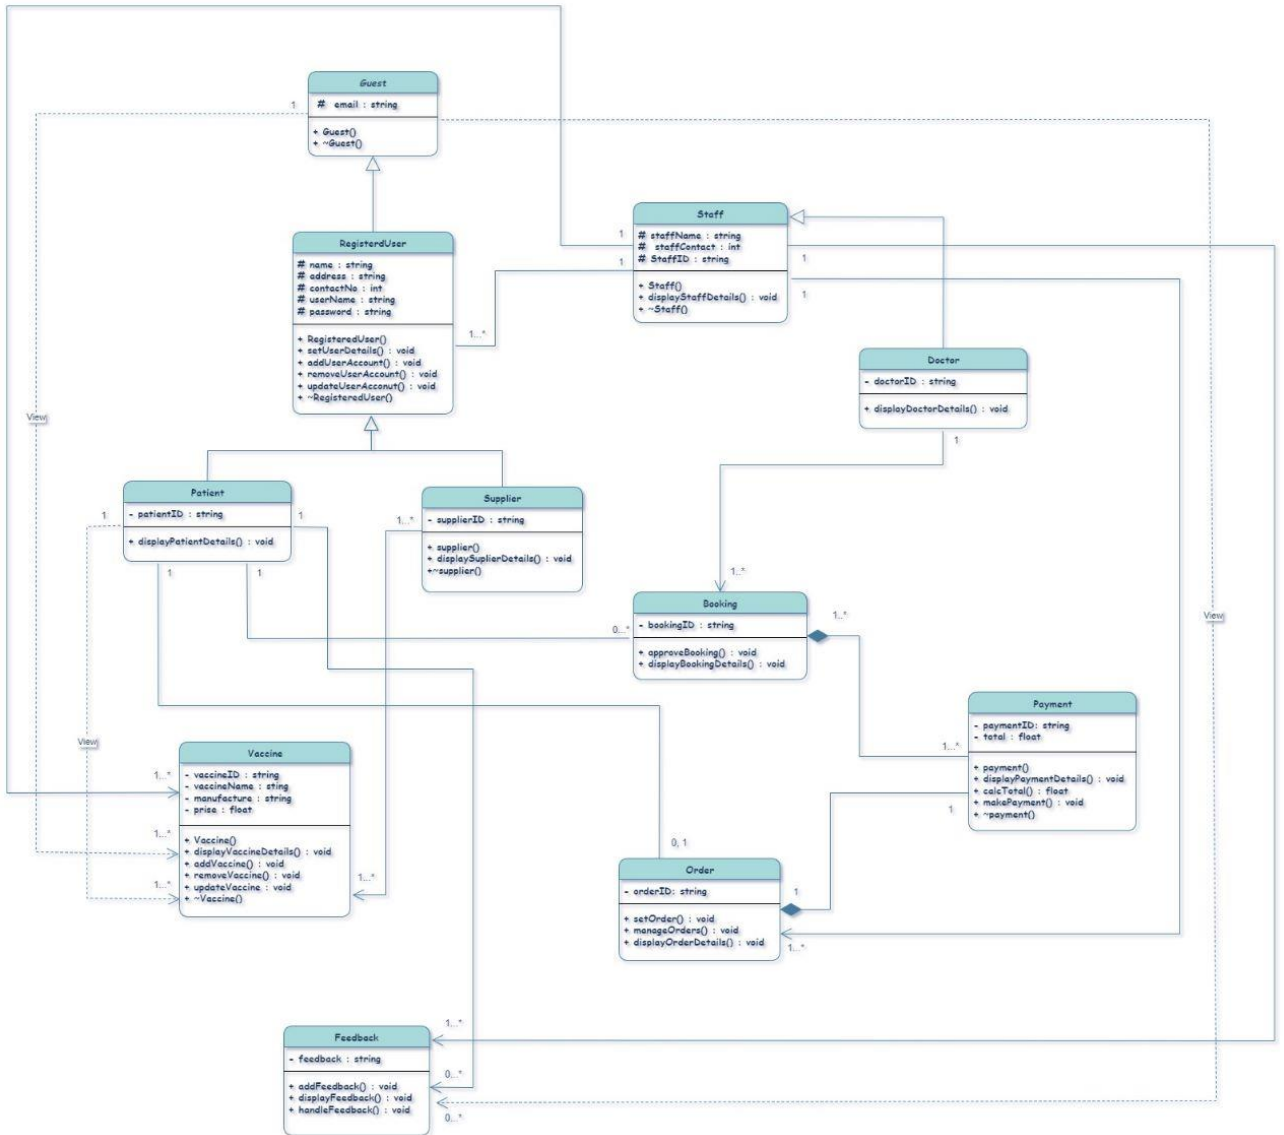 Guest
# email : string
+ Guest()
+ ~Guest()
1
Staff
# staffName : string
# staffContact : int
# StaffID : string
+ Staff()
+ displayStaffDetails() : void
+ ~Staff()
1
1
1
1
RegisterdUser
# name : string
# address : string
# contactNo : int
# userName : string
# password : string
+ RegisteredUser()
+ setUserDetails() : void
+ addUserAccount() : void
+ removeUserAccount() : void
+ updateUserAcconut() : void
+ ~RegisteredUser()
1...*
Doctor
- doctorID : string
+ displayDoctorDetails() : void
1
View
Patient
- patientID : string
+ displayPatientDetails() : void
1
1
1
1
Supplier
- supplierID : string
+ supplier()
+ displaySuplierDetails() : void
+~supplier()
1...*
1..*
Booking
- bookingID : string
+ approveBooking() : void
+ displayBookingDetails() : void
1..*
0...*
View
Payment
- paymentID: string
- total : float
+ payment()
+ displayPaymentDetails() : void
+ calcTotal() : float
+ makePayment() : void
+ ~payment()
1...*
1
View
Vaccine
- vaccineID : string
- vaccineName : sting
- manufacture : string
- prise : float
+ Vaccine()
+ displayVaccineDetails() : void
+ addVaccine() : void
+ removeVaccine() : void
+ updateVaccine : void
+ ~Vaccine()
1...*
1...*
1...*
1...*
0, 1
Order
- orderID: string
+ setOrder() : void
+ manageOrders() : void
+ displayOrderDetails() : void
1
1...*
Feedback
- feedback : string
+ addFeedback() : void
+ displayFeedback() : void
+ handleFeedback() : void
1...*
0...*
0...*